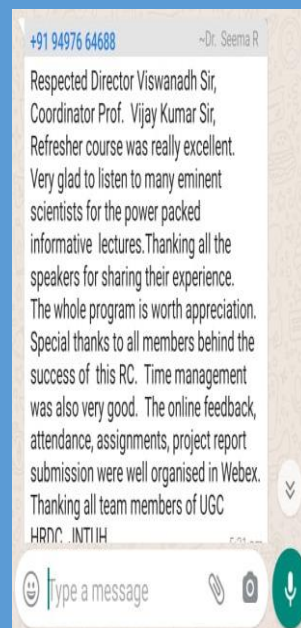 +91 94976 64688 ~Dr. Seema R
Respected Director Viswanadh Sir,
Coordinator Prof. Vijay Kumar Sir,
Refresher course was really excellent.
Very glad to listen to many eminent
scientists for the power packed
informative lectures.Thanking all the
speakers for sharing their experience.
The whole program is worth appreciation.
Special thanks to all members behind the
success of this RC. Time management
was also very good. The online feedback,
attendance, assignments, project report
submission were well organised in Webex.
Thanking all team members of UGC
HRDC, JNTUH
Type a message